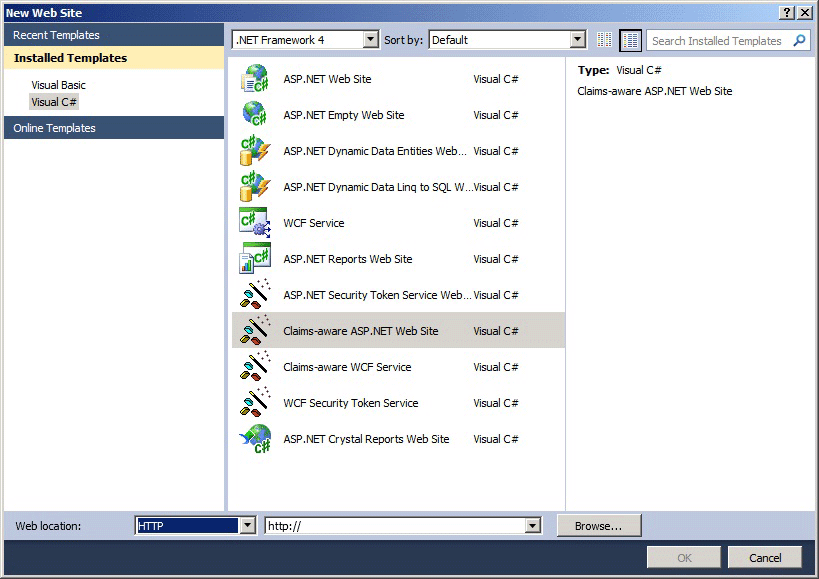 New Web Site
Recent Templates
Installed Templates
Visual Basic
Visual C#
Online Templates
.NET Framework 4 Sort by: Default Search Installed Templates
ASP.NET Web Site Visual C#
ASP.NET Empty Web Site Visual C#
ASP.NET Dynamic Data Entities Web... Visual C#
ASP.NET Dynamic Data Linq to SQL W... Visual C#
WCF Service Visual C#
ASP.NET Reports Web Site Visual C#
ASP.NET Security Token Service Web... Visual C#
Claims-aware ASP.NET Web Site Visual C#
Claims-aware WCF Service Visual C#
WCF Security Token Service Visual C#
ASP.NET Crystal Reports Web Site Visual C#
Type: Visual C#
Claims-aware ASP.NET Web Site
Web location: HTTP http:// Browse...
OK Cancel